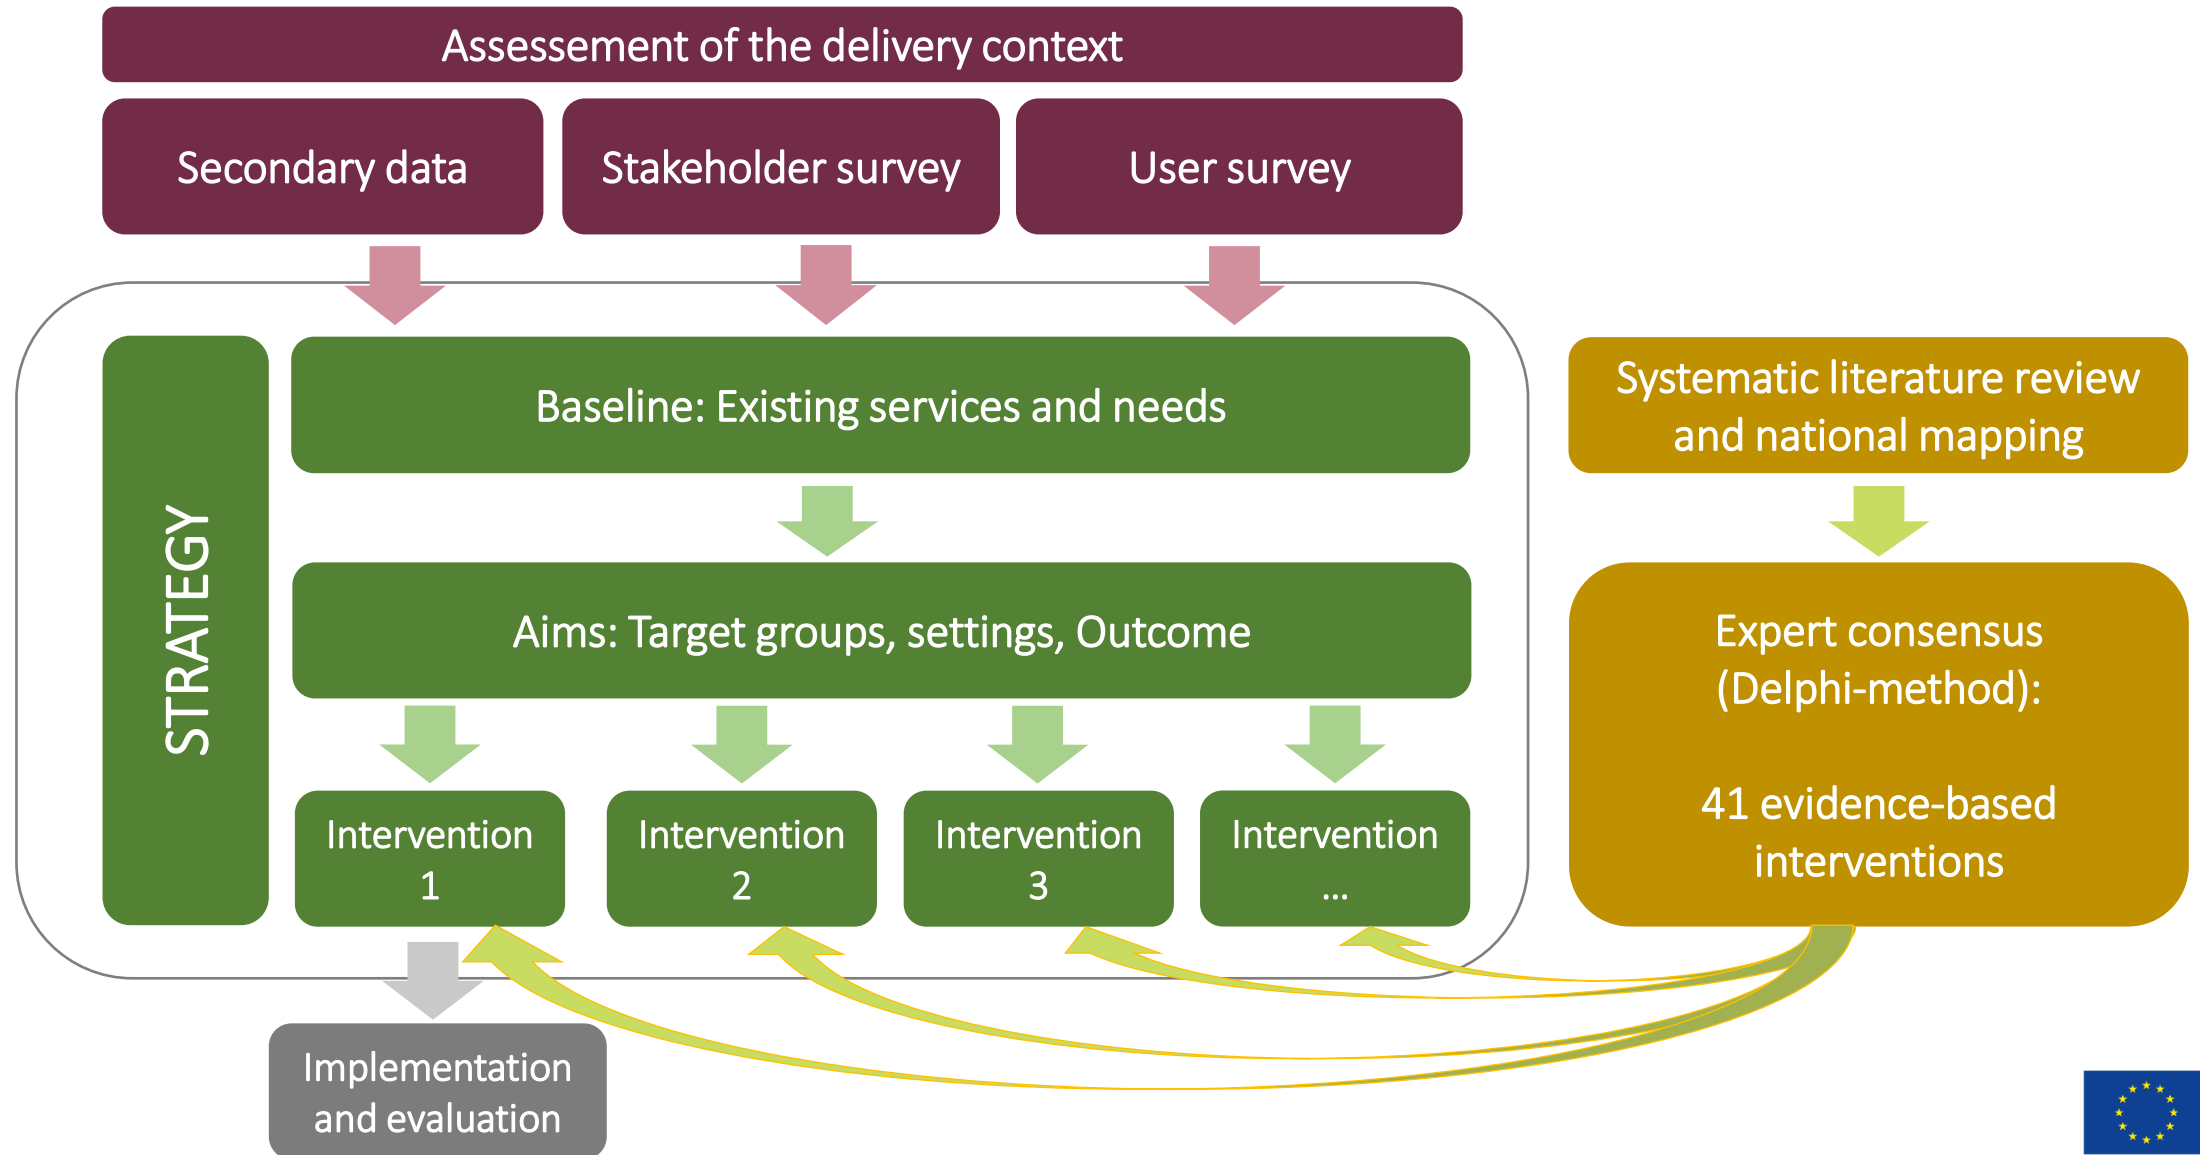 Assessement of the delivery context
Secondary data
Stakeholder survey
User survey
STRATEGY
Baseline: Existing services and needs
Aims: Target groups, settings, Outcome
Intervention
1
Intervention
2
Intervention
3
Intervention
...
Implementation
and evaluation
Systematic literature review
and national mapping
Expert consensus
(Delphi-method):
41 evidence-based
interventions